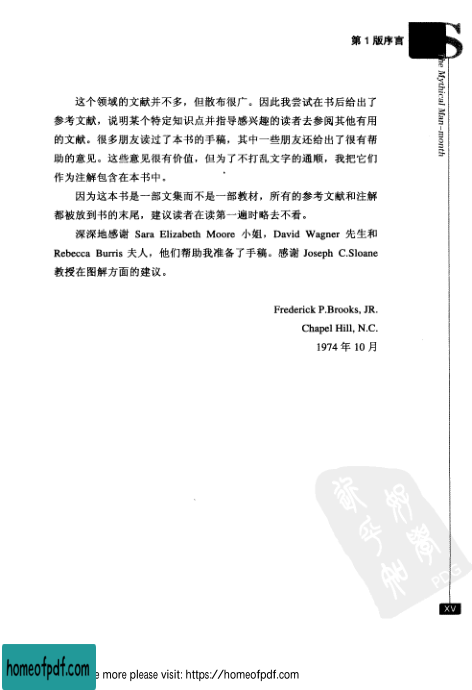 第 1 版序言
S
The Mythical Man-month
这个领域的文献并不多，但散布很广。因此我尝试在书后给出了
参考文献，说明某个特定知识点并指导感兴趣的读者去参阅其他有用
的文献。很多朋友读过了本书的手稿，其中一些朋友还给出了很有帮
助的意见。这些意见很有价值，但为了不打乱文字的通顺，我把它们
作为注解包含在本书中。
因为这本书是一部文集而不是一部教材，所有的参考文献和注解
都被放到书的末尾，建议读者在读第一遍时略去不看。
深深地感谢 Sara Elizabeth Moore 小姐，David Wagner 先生和
Rebecca Burris 夫人，他们帮助我准备了手稿。感谢 Joseph C.Sloane
教授在图解方面的建议。
Frederick P.Brooks, JR.
Chapel Hill, N.C.
1974 年 10 月
PDG
XV
homeofpdf.com
e more please visit: https://homeofpdf.com